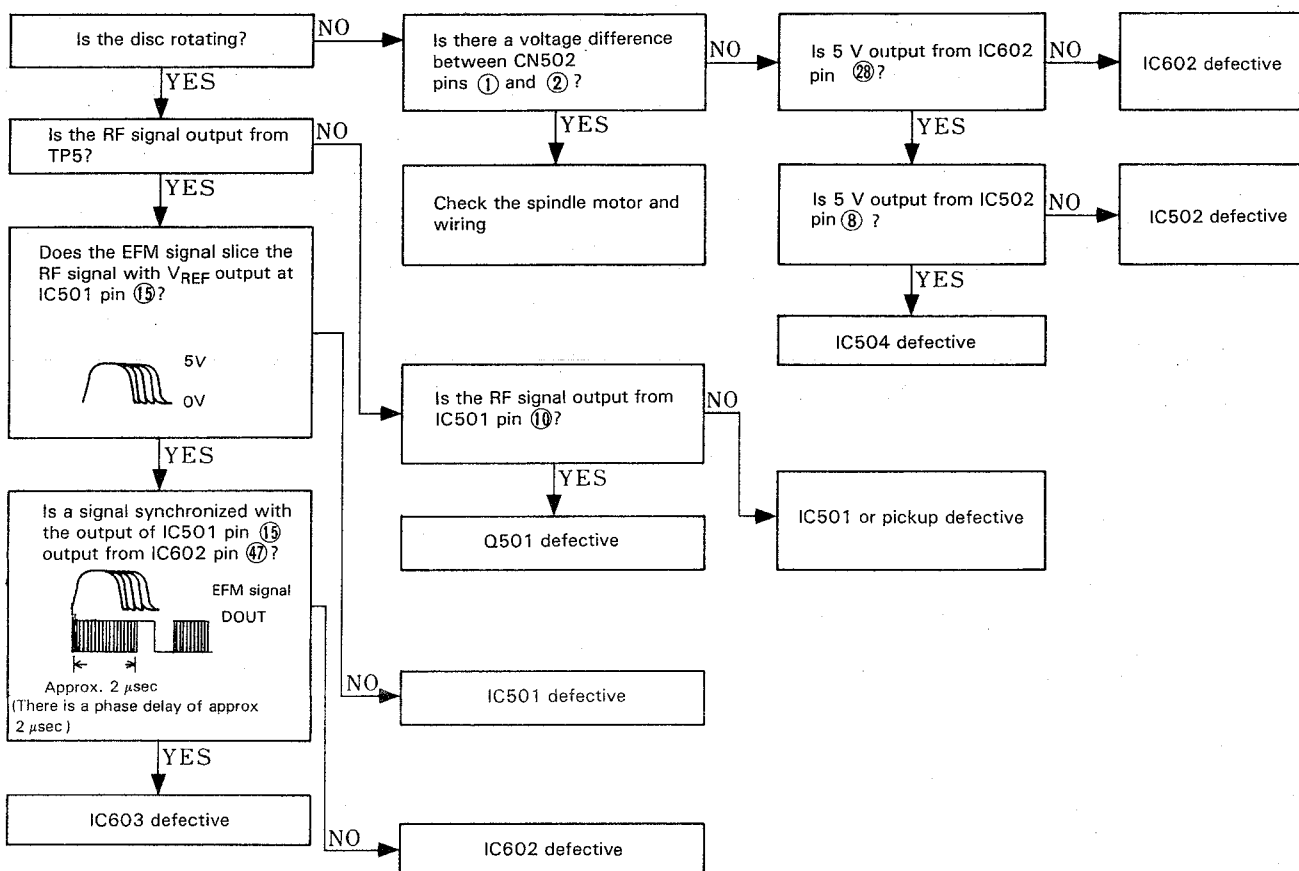 Is the disc rotating?
NO
Is there a voltage difference
between CN502
pins ① and ② ?
NO
Is 5 V output from IC602
pin ㉘ ?
NO
IC602 defective
YES
YES
YES
Is the RF signal output from
TP5?
NO
Check the spindle motor and
wiring
Is 5 V output from IC502
pin ⑧ ?
NO
IC502 defective
YES
YES
IC504 defective
Does the EFM signal slice the
RF signal with VREF output at
IC501 pin ⑮?
5V
0V
Is the RF signal output from
IC501 pin ⑩?
NO
YES
YES
Q501 defective
IC501 or pickup defective
Is a signal synchronized with
the output of IC501 pin ⑮
output from IC602 pin ㊼?
EFM signal
DOUT
Approx. 2 μsec
(There is a phase delay of approx
2 μsec)
NO
IC501 defective
YES
IC603 defective
NO
IC602 defective